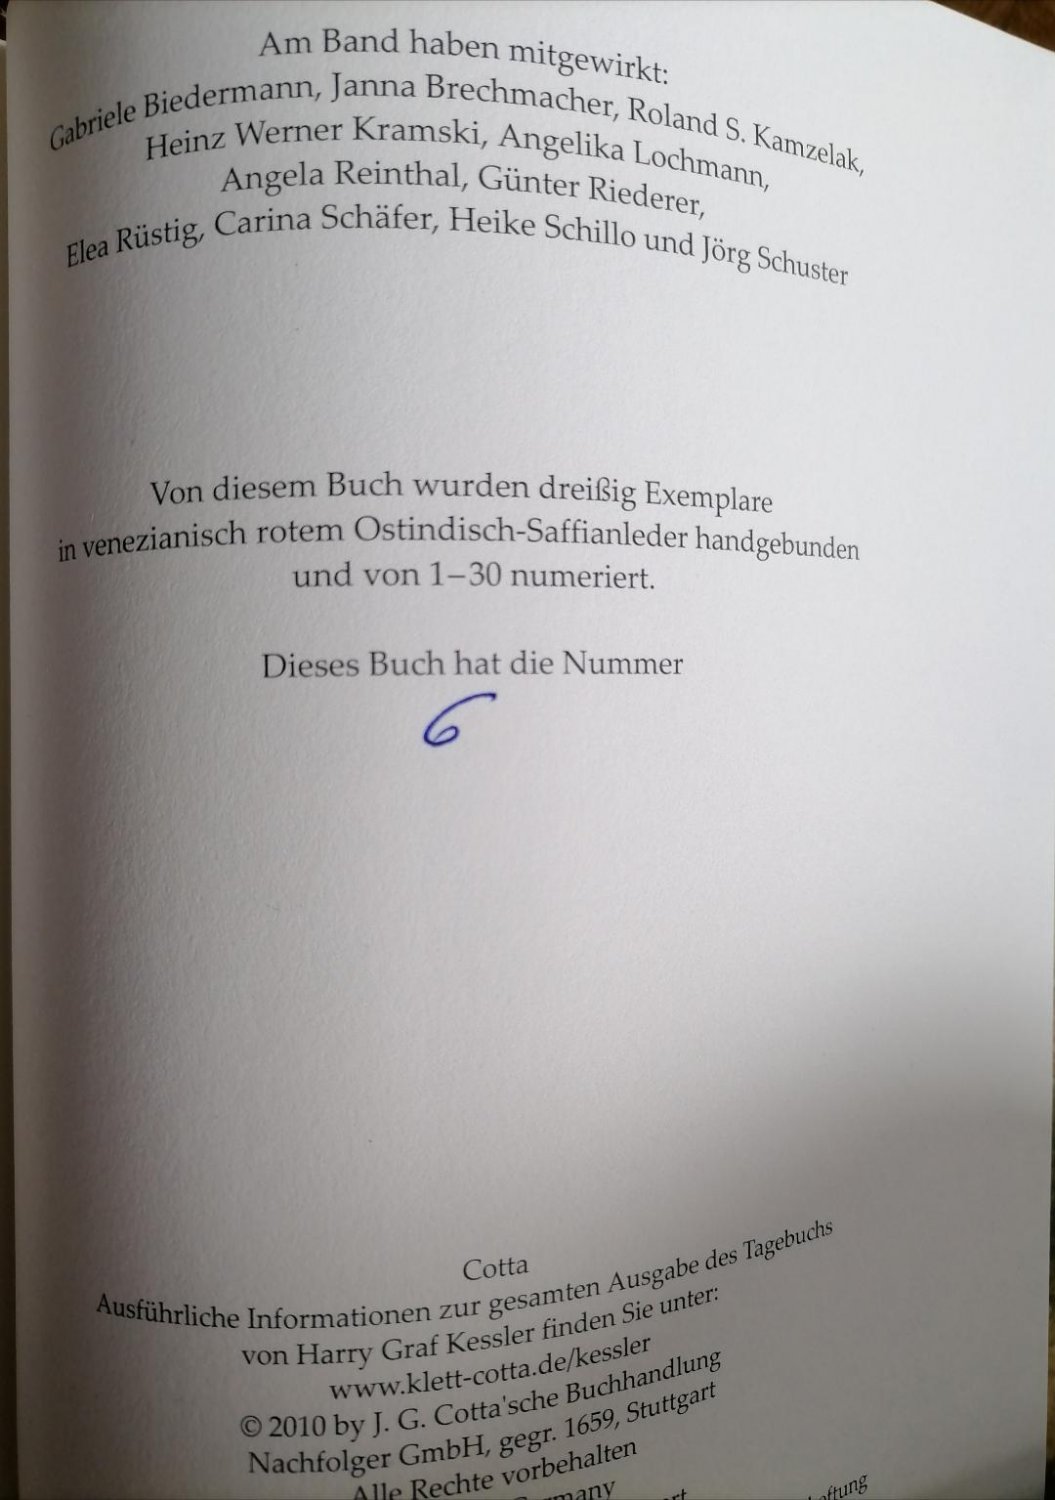 Am Band haben mitgewirkt:
Gabriele Biedermann, Janna Brechmacher, Roland S. Kamzelak,
Heinz Werner Kramski, Angelika Lochmann,
Angela Reinthal, Günter Riederer,
Elea Rüstig, Carina Schäfer, Heike Schillo und Jörg Schuster
Von diesem Buch wurden dreißig Exemplare
in venezianisch rotem Ostindisch-Saffianleder handgebunden
und von 1–30 numeriert.
Dieses Buch hat die Nummer
6
Cotta
Ausführliche Informationen zur gesamten Ausgabe des Tagebuchs
von Harry Graf Kessler finden Sie unter:
www.klett-cotta.de/kessler
© 2010 by J. G. Cotta'sche Buchhandlung
Nachfolger GmbH, gegr. 1659, Stuttgart
Alle Rechte vorbehalten